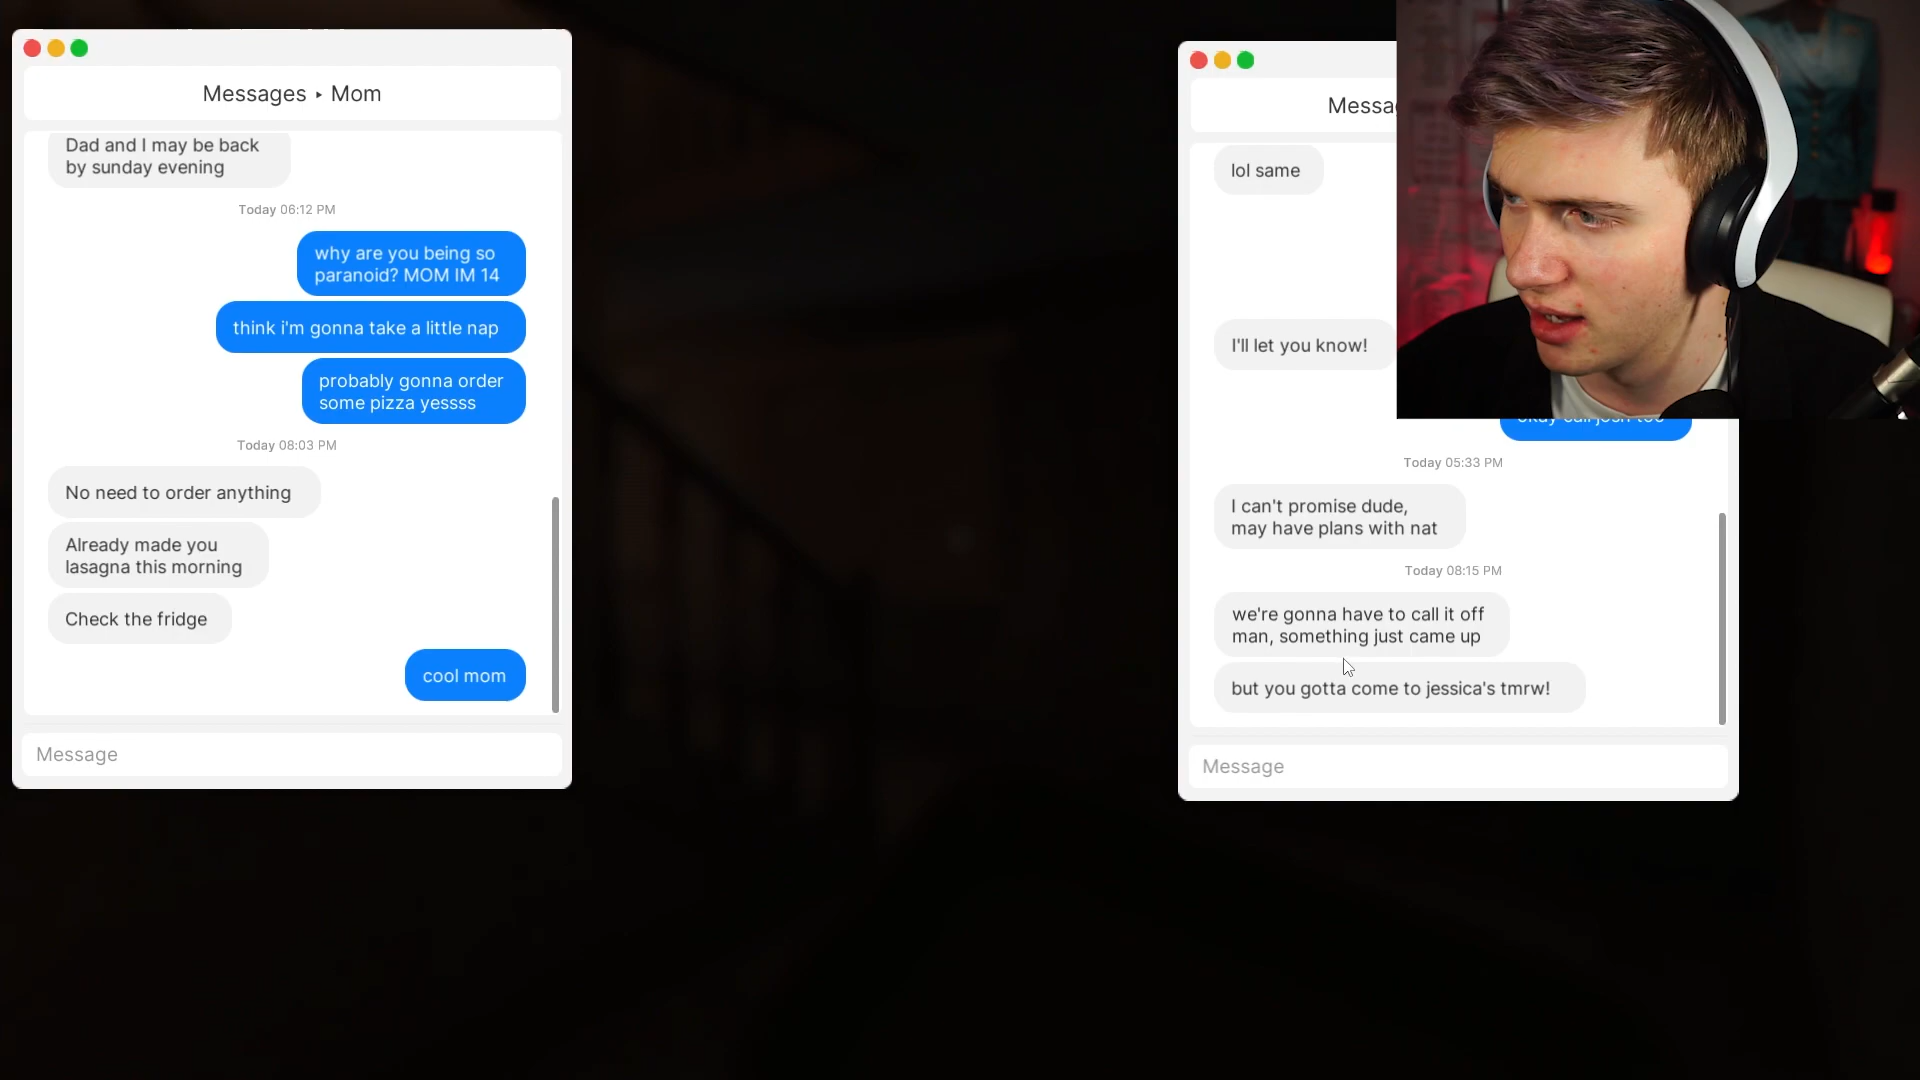 Messages ‣ Mom
Dad and I may be back
by sunday evening
Today 06:12 PM
why are you being so
paranoid? MOM IM 14
think i'm gonna take a little nap
probably gonna order
some pizza yessss
Today 08:03 PM
No need to order anything
Already made you
lasagna this morning
Check the fridge
cool mom
Message
lol same
I'll let you know!
Today 05:33 PM
I can't promise dude,
may have plans with nat
Today 08:15 PM
we're gonna have to call it off
man, something just came up
but you gotta come to jessica's tmrw!
Message